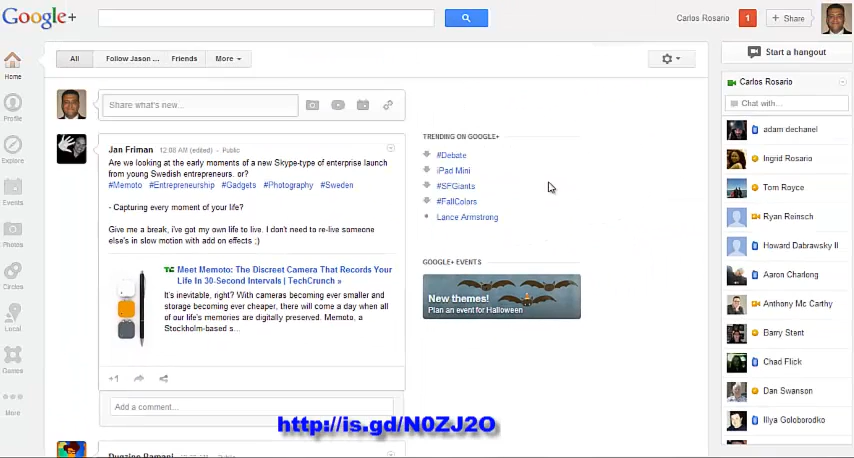 Google+
Carlos Rosario
1
+ Share
All
Follow Jason ...
Friends
More
Start a hangout
Home
Profile
Explore
Events
Photos
Circles
Local
Games
More
Share what's new...
Jan Friman 12:08 AM (edited) - Public
Are we looking at the early moments of a new Skype-type of enterprise launch
from young Swedish entrepreneurs. or?
#Memoto #Entrepreneurship #Gadgets #Photography #Sweden
- Capturing every moment of your life?
Give me a break, i've got my own life to live. I don't need to re-live someone
else's in slow motion with add on effects ;)
Meet Memoto: The Discreet Camera That Records Your
Life In 30-Second Intervals | TechCrunch »
It's inevitable, right? With cameras becoming ever smaller and
storage becoming ever cheaper, there will come a day when all
of our life's memories are digitally preserved. Memoto, a
Stockholm-based s...
+1
Add a comment...
TRENDING ON GOOGLE+
#Debate
iPad Mini
#SFGiants
#FallColors
Lance Armstrong
GOOGLE+ EVENTS
New themes!
Plan an event for Halloween
Carlos Rosario
Chat with...
adam dechanel
Ingrid Rosario
Tom Royce
Ryan Reinsch
Howard Dabrawsky II
Aaron Charlong
Anthony Mc Carthy
Barry Stent
Chad Flick
Dan Swanson
Illya Goloborodko
http://is.gd/N0ZJ2O